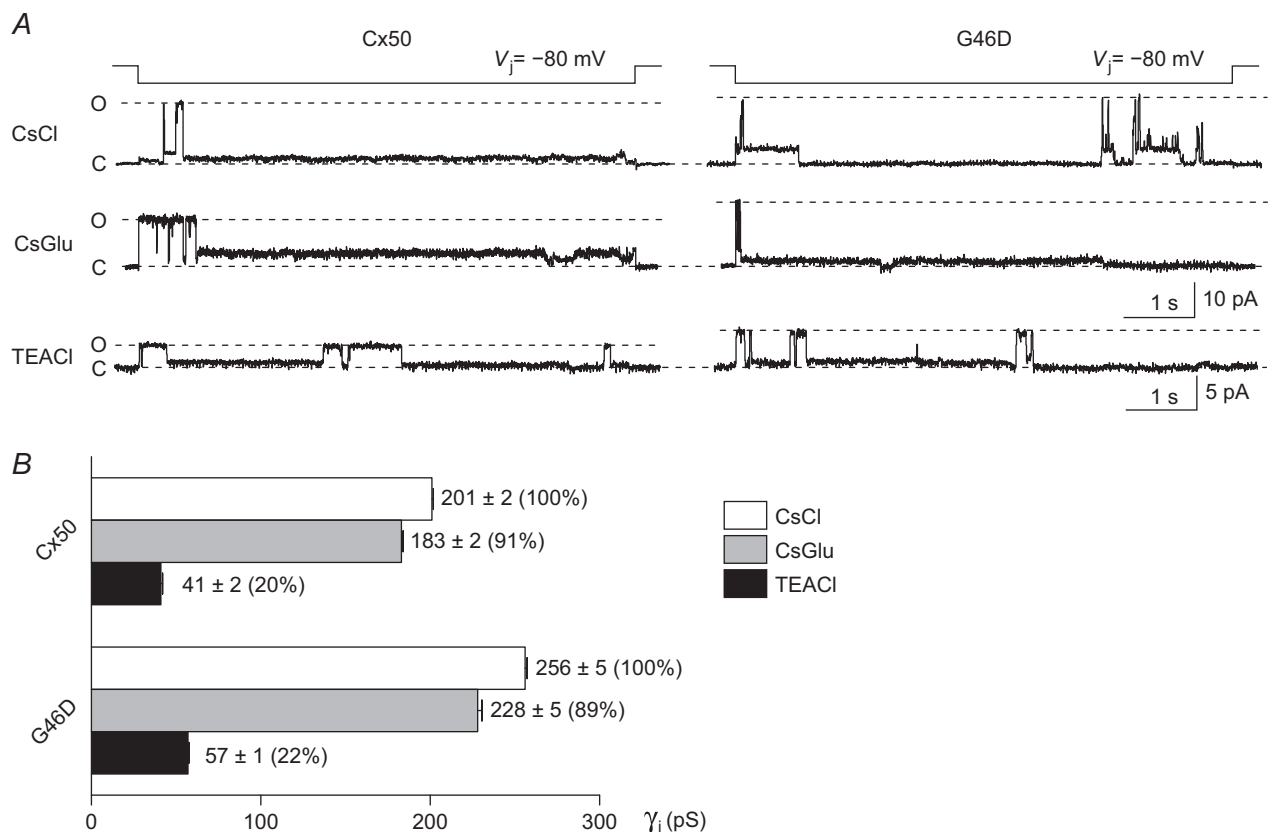 A
Cx50
G46D
Vj= −80 mV
Vj= −80 mV
O
CsCl
C
O
CsGlu
C
1 s
10 pA
O
TEACl
C
1 s
5 pA
B
Cx50
201 ± 2 (100%)
183 ± 2 (91%)
41 ± 2 (20%)
CsCl
CsGlu
TEACl
G46D
256 ± 5 (100%)
228 ± 5 (89%)
57 ± 1 (22%)
0 100 200 300 γj (pS)